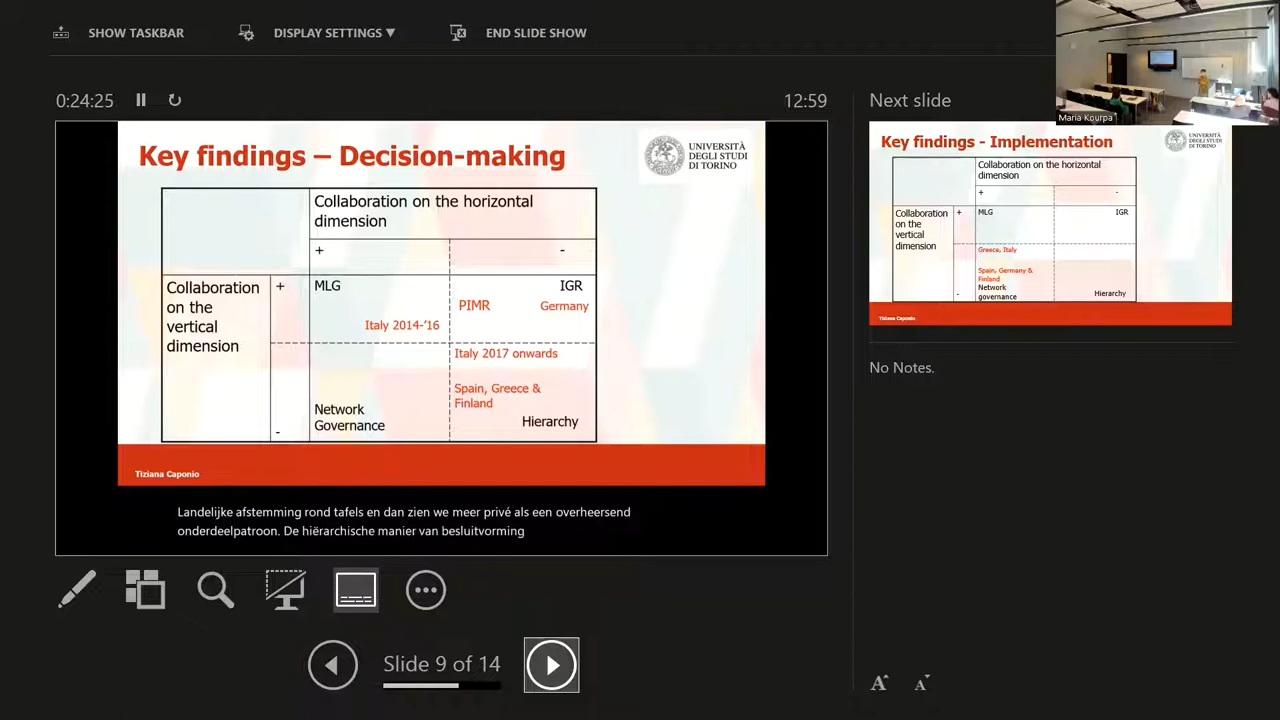 SHOW TASKBAR
DISPLAY SETTINGS ▼
END SLIDE SHOW
0:24:25
12:59
Next slide
Maria Kourpa
Key findings – Decision-making
UNIVERSITÀ
DEGLI STUDI
DI TORINO
Collaboration on the horizontal
dimension
+
-
Collaboration
on the
vertical
dimension
+
MLG
IGR
PIMR
Germany
Italy 2014-’16
Italy 2017 onwards
Spain, Greece &
Finland
Network
Governance
Hierarchy
-
Tiziana Caponio
Landelijke afstemming rond tafels en dan zien we meer privé als een overheersend
onderdeelpatroon. De hiërarchische manier van besluitvorming
Key findings - Implementation
UNIVERSITÀ
DEGLI STUDI
DI TORINO
Collaboration on the horizontal
dimension
+
-
Collaboration
on the
vertical
dimension
+
MLG
IGR
Greece, Italy
Spain, Germany &
Finland
Network
governance
Hierarchy
-
Tiziana Caponio
No Notes.
Slide 9 of 14
A
A